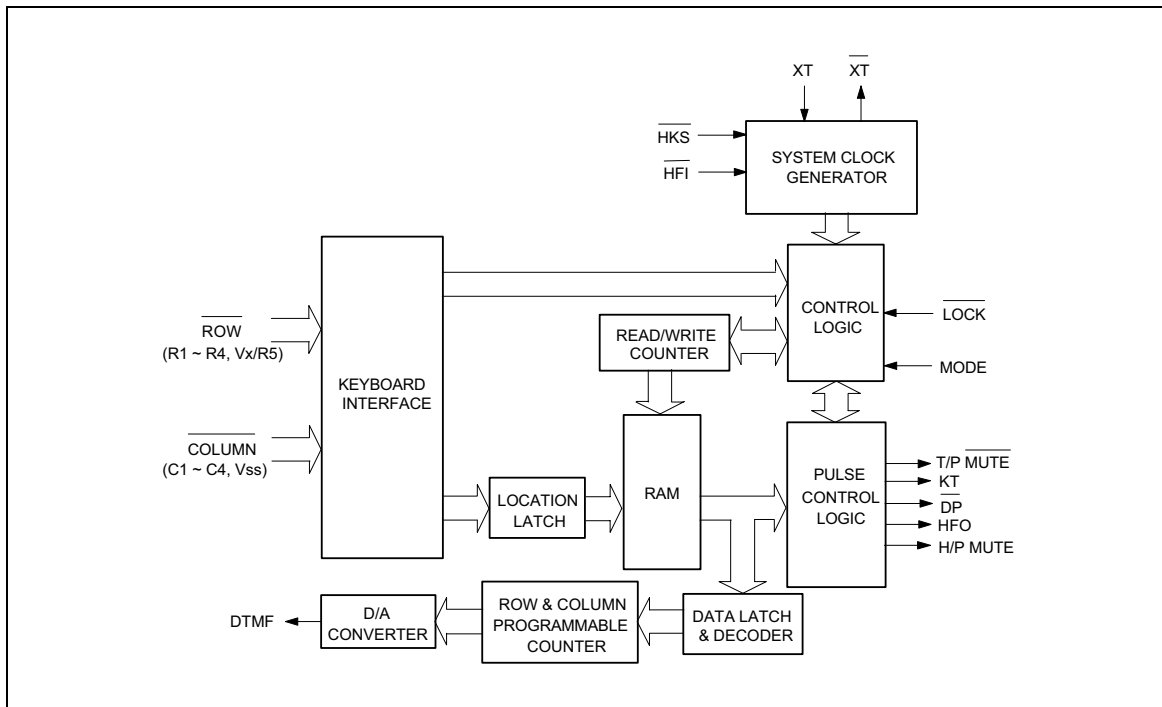 XT
XT
HKS
HFI
SYSTEM CLOCK
GENERATOR
ROW
(R1 ~ R4, Vx/R5)
COLUMN
(C1 ~ C4, Vss)
KEYBOARD
INTERFACE
READ/WRITE
COUNTER
CONTROL
LOGIC
LOCK
MODE
LOCATION
LATCH
RAM
PULSE
CONTROL
LOGIC
T/P MUTE
KT
DP
HFO
H/P MUTE
DTMF
D/A
CONVERTER
ROW & COLUMN
PROGRAMMABLE
COUNTER
DATA LATCH
& DECODER